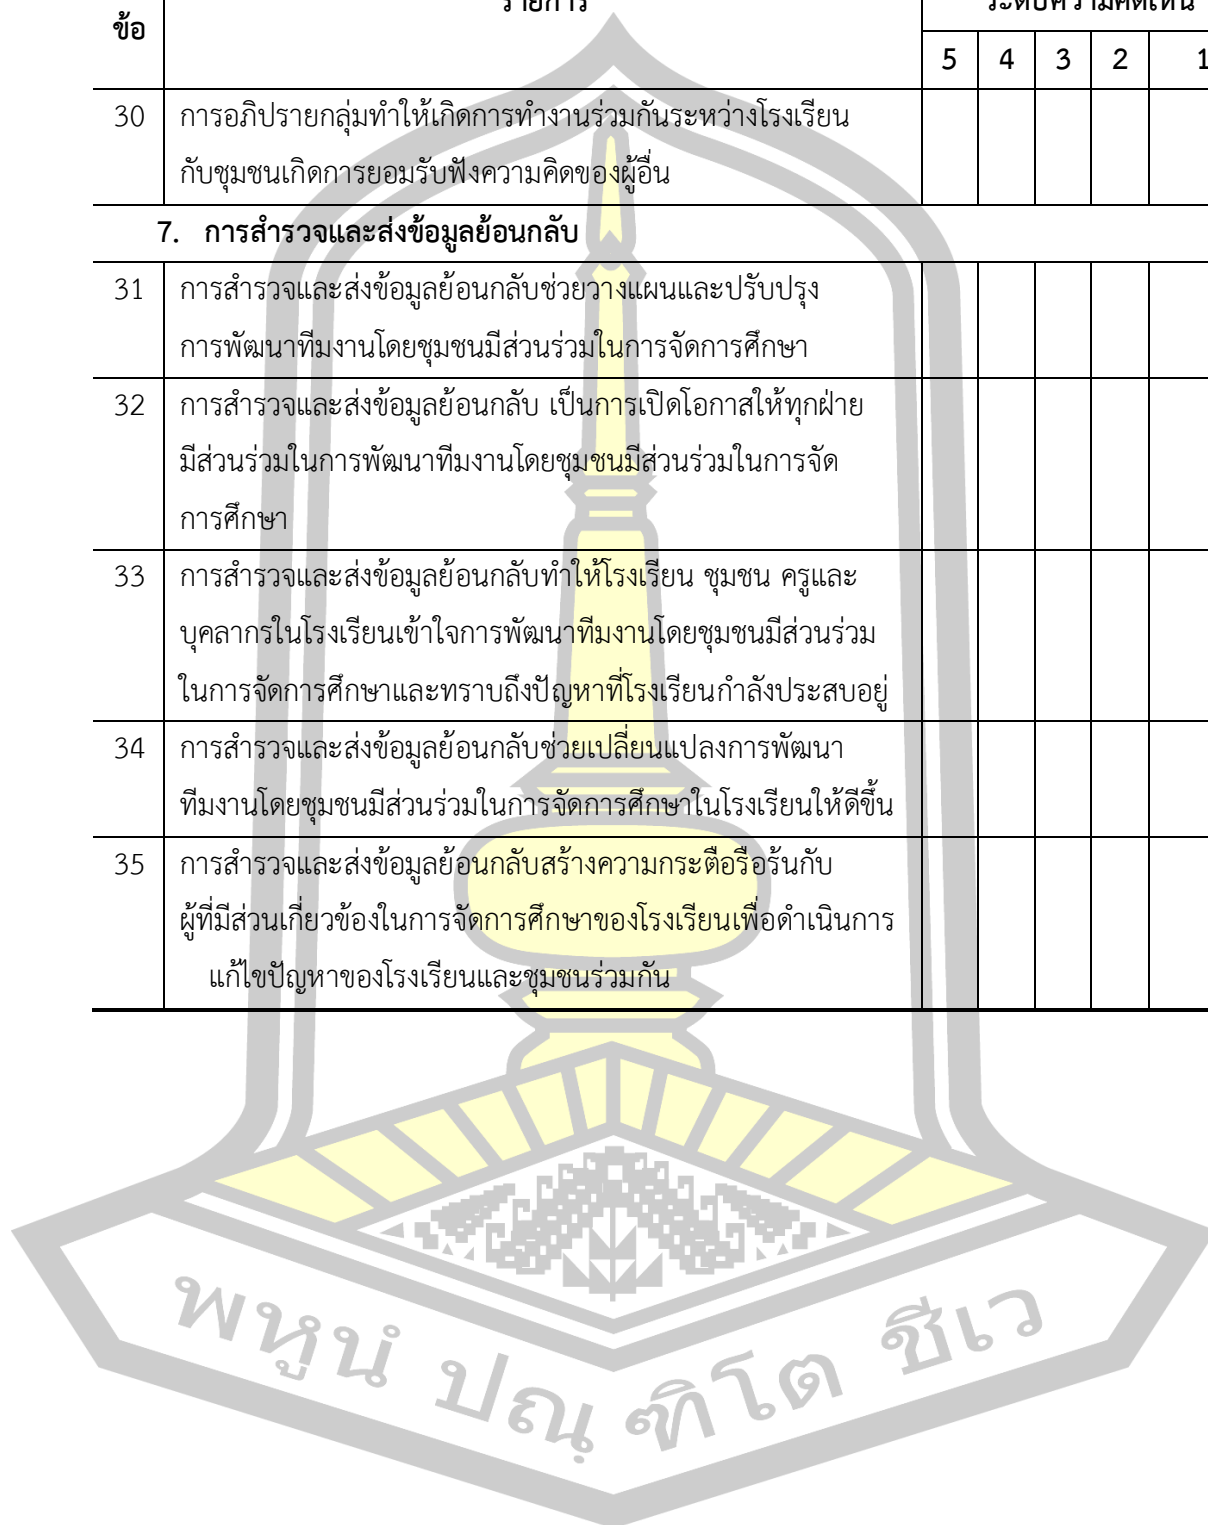 ข้อ
รายการ
ระดับความคิดเห็น
5 4 3 2 1
30 การอภิปรายกลุ่มทำให้เกิดการทำงานร่วมกันระหว่างโรงเรียน
กับชุมชนเกิดการยอมรับฟังความคิดของผู้อื่น
7. การสำรวจและส่งข้อมูลย้อนกลับ
31 การสำรวจและส่งข้อมูลย้อนกลับช่วยวางแผนและปรับปรุง
การพัฒนาทีมงานโดยชุมชนมีส่วนร่วมในการจัดการศึกษา
32 การสำรวจและส่งข้อมูลย้อนกลับ เป็นการเปิดโอกาสให้ทุกฝ่าย
มีส่วนร่วมในการพัฒนาทีมงานโดยชุมชนมีส่วนร่วมในการจัด
การศึกษา
33 การสำรวจและส่งข้อมูลย้อนกลับทำให้โรงเรียน ชุมชน ครูและ
บุคลากรในโรงเรียนเข้าใจการพัฒนาทีมงานโดยชุมชนมีส่วนร่วม
ในการจัดการศึกษาและทราบถึงปัญหาที่โรงเรียนกำลังประสบอยู่
34 การสำรวจและส่งข้อมูลย้อนกลับช่วยเปลี่ยนแปลงการพัฒนา
ทีมงานโดยชุมชนมีส่วนร่วมในการจัดการศึกษาในโรงเรียนให้ดีขึ้น
35 การสำรวจและส่งข้อมูลย้อนกลับสร้างความกระตือรือร้นกับ
ผู้ที่มีส่วนเกี่ยวข้องในการจัดการศึกษาของโรงเรียนเพื่อดำเนินการ
แก้ไขปัญหาของโรงเรียนและชุมชนร่วมกัน
พหูนํ ปณฺฑิโต ชีเว